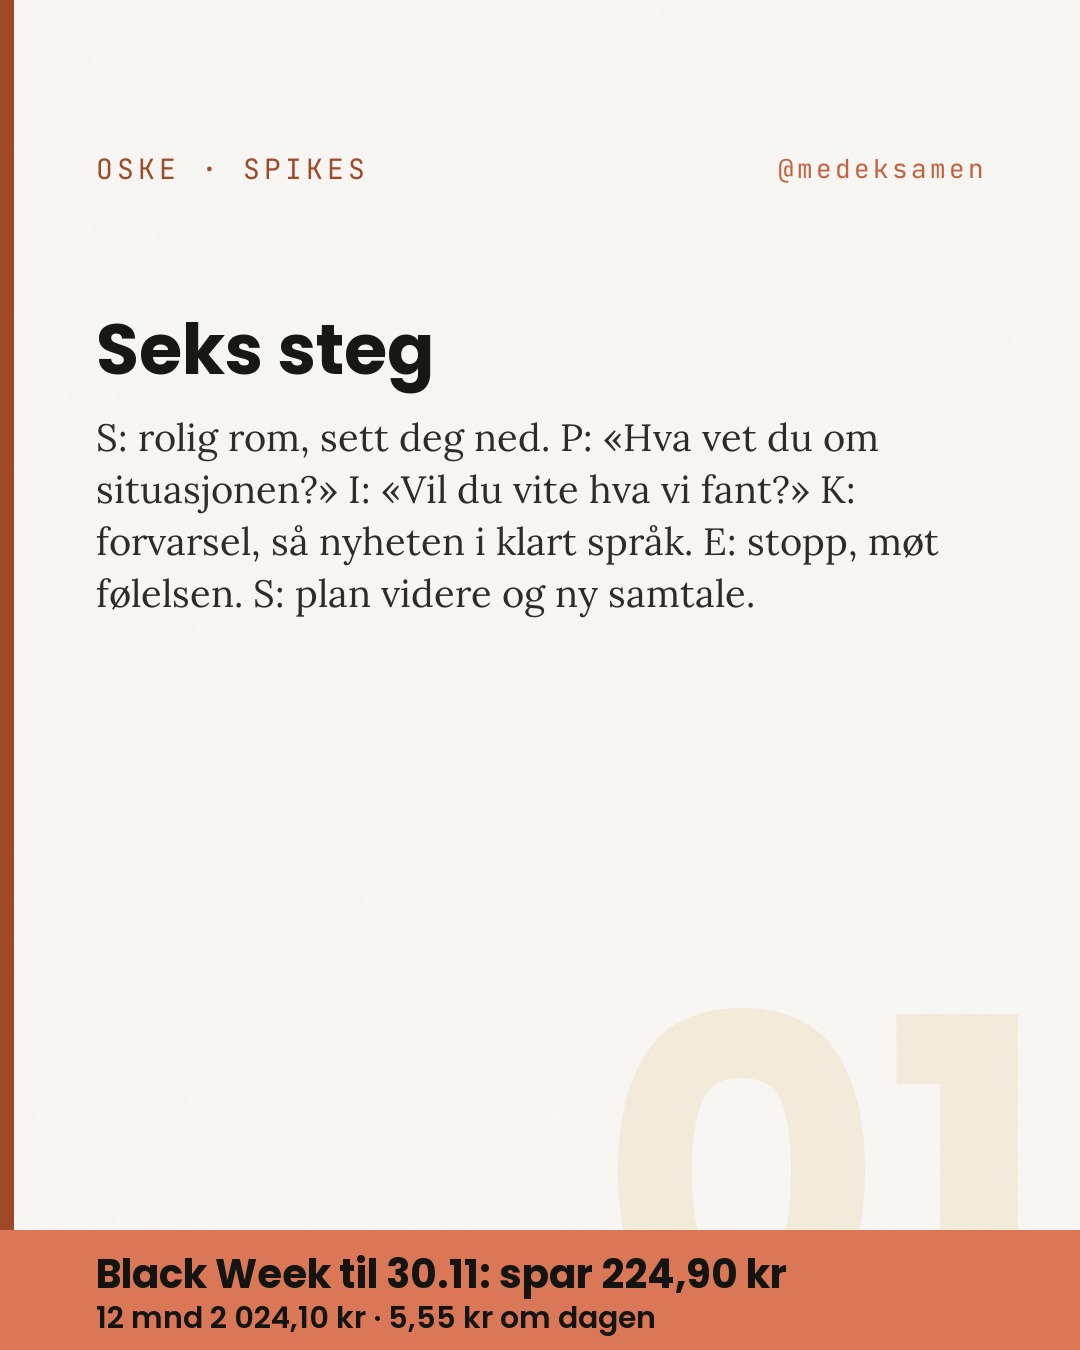 OSKE · SPIKES
@medeksamen
Seks steg
S: rolig rom, sett deg ned. P: «Hva vet du om
situasjonen?» I: «Vil du vite hva vi fant?» K:
forvarsel, så nyheten i klart språk. E: stopp, møt
følelsen. S: plan videre og ny samtale.
01
Black Week til 30.11: spar 224,90 kr
12 mnd 2 024,10 kr · 5,55 kr om dagen